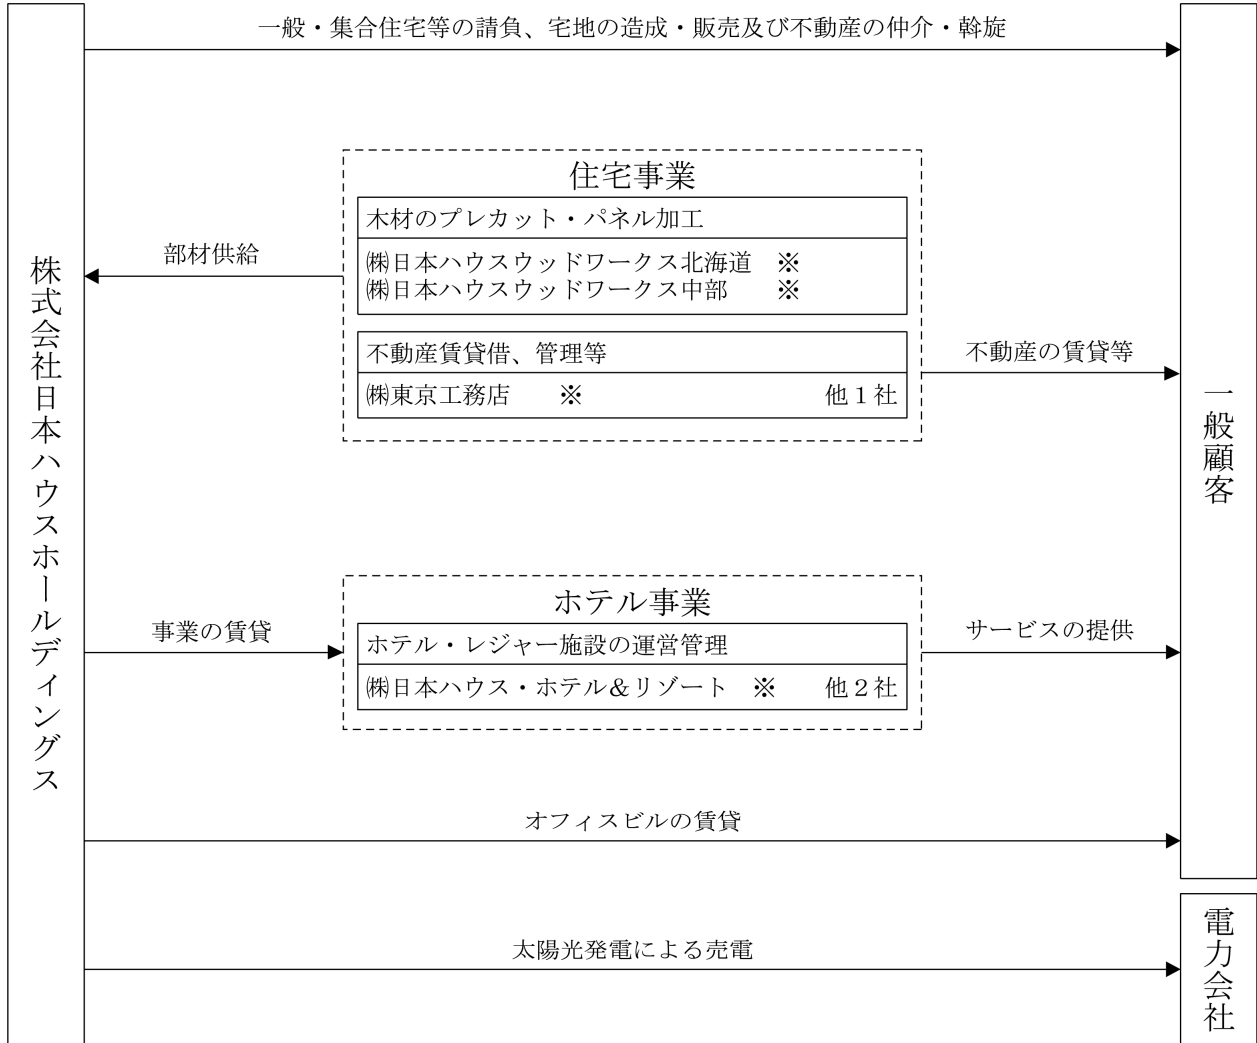 一般・集合住宅等の請負、宅地の造成・販売及び不動産の仲介・斡旋
株式会社日本ハウスホールディングス
住宅事業
木材のプレカット・パネル加工
㈱日本ハウスウッドワークス北海道　※
㈱日本ハウスウッドワークス中部　※
部材供給
不動産賃貸借、管理等
㈱東京工務店　※　他１社
不動産の賃貸等
一般顧客
ホテル事業
ホテル・レジャー施設の運営管理
㈱日本ハウス・ホテル＆リゾート　※　他２社
事業の賃貸
サービスの提供
オフィスビルの賃貸
太陽光発電による売電
電力会社